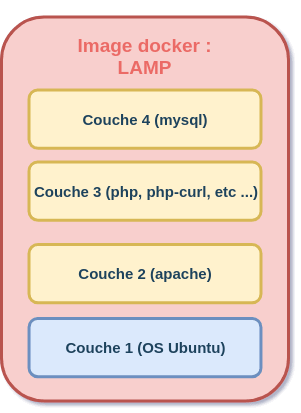 Image docker :
LAMP
Couche 4 (mysql)
Couche 3 (php, php-curl, etc ...)
Couche 2 (apache)
Couche 1 (OS Ubuntu)